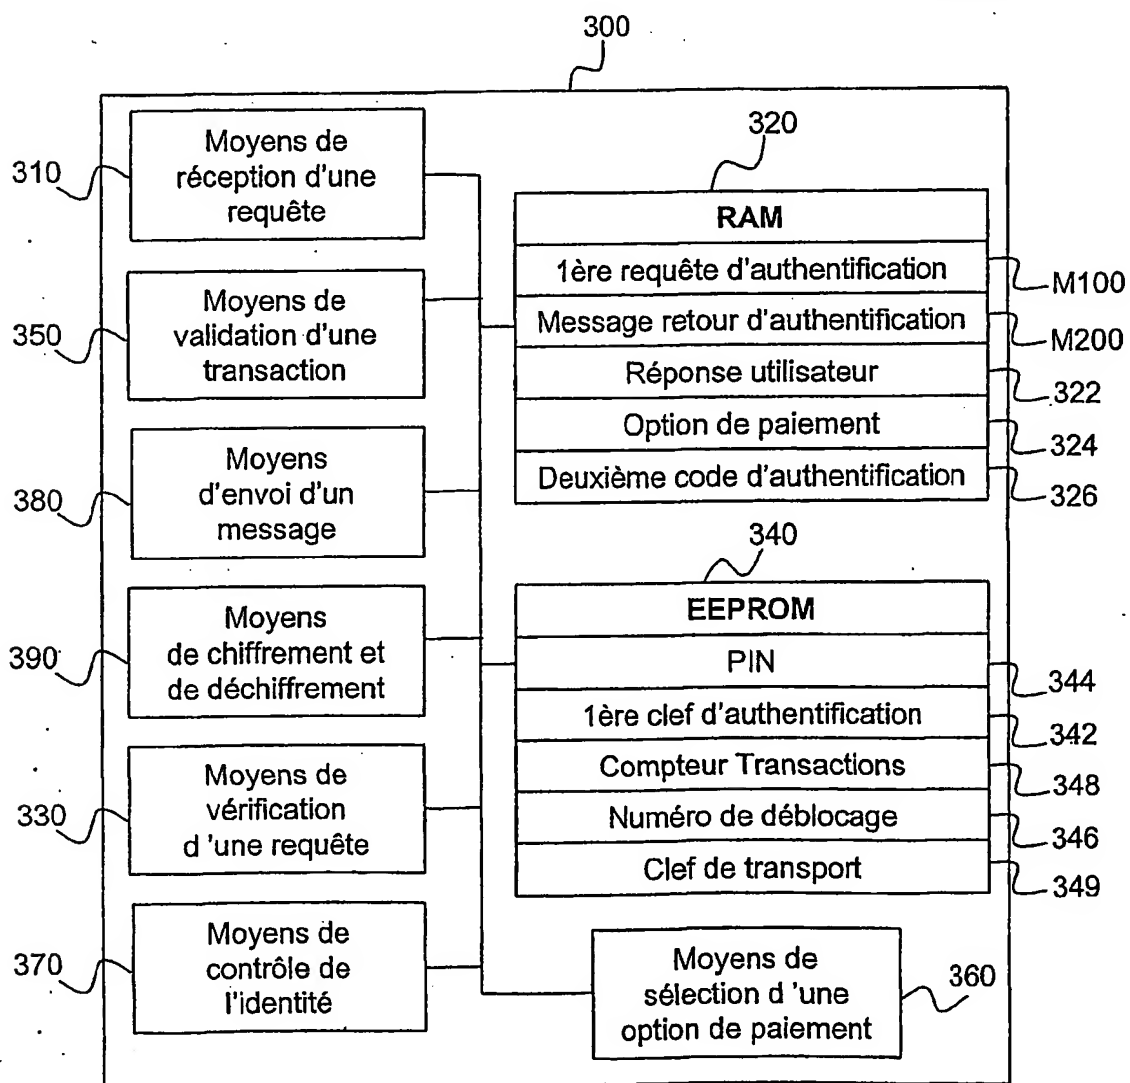 300
310
Moyens de
réception d'une
requête
350
Moyens de
validation d'une
transaction
380
Moyens
d'envoi d'un
message
390
Moyens
de chiffrement et
de déchiffrement
330
Moyens de
vérification
d 'une requête
370
Moyens de
contrôle de
l'identité
320
RAM
1ère requête d'authentification
M100
Message retour d'authentification
M200
Réponse utilisateur
322
Option de paiement
324
Deuxième code d'authentification
326
340
EEPROM
PIN
344
1ère clef d'authentification
342
Compteur Transactions
348
Numéro de déblocage
346
Clef de transport
349
Moyens de
sélection d 'une
option de paiement
360